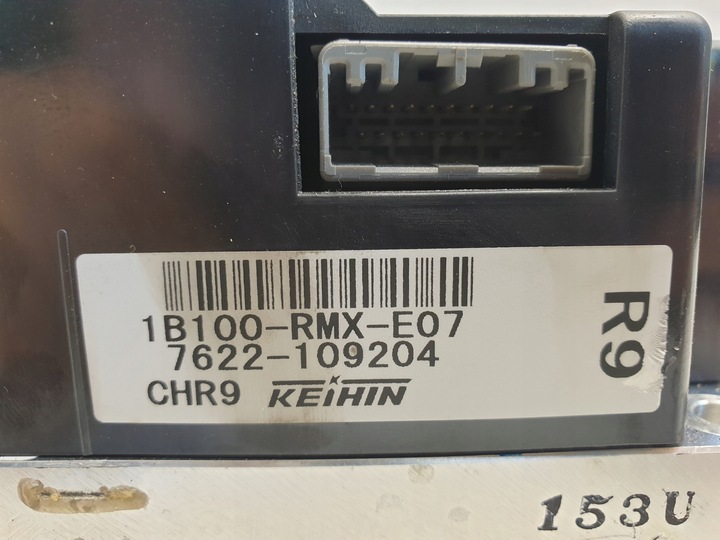 1B100-RMX-E07
7622-109204
CHR9 KEIHIN
R9
153U